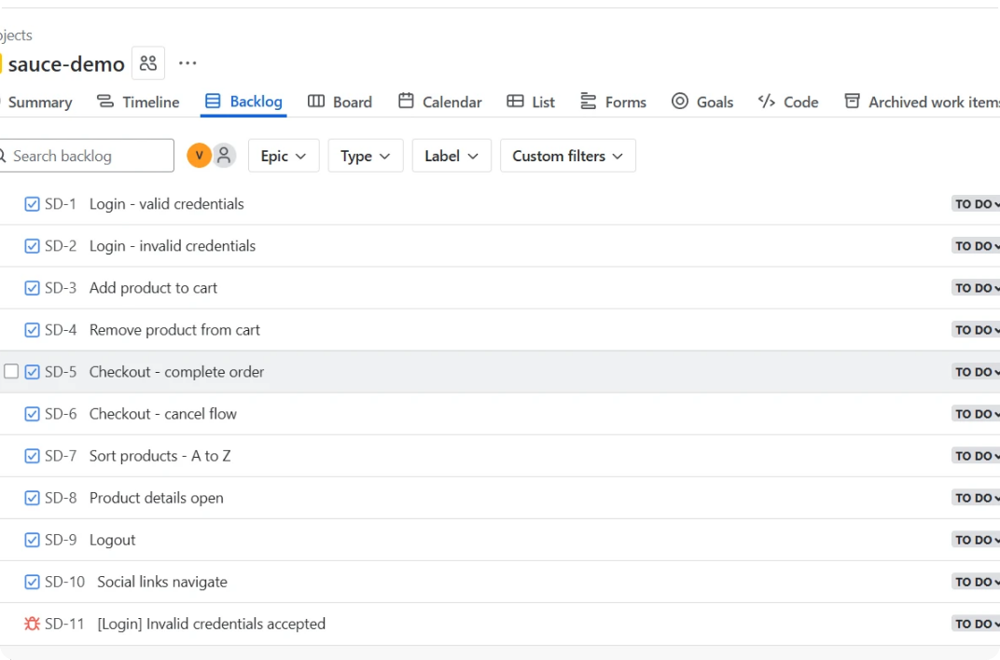 ojects
sauce-demo
Summary Timeline Backlog Board Calendar List Forms Goals Code Archived work items
Search backlog V Epic Type Label Custom filters
SD-1 Login - valid credentials TO DO
SD-2 Login - invalid credentials TO DO
SD-3 Add product to cart TO DO
SD-4 Remove product from cart TO DO
SD-5 Checkout - complete order TO DO
SD-6 Checkout - cancel flow TO DO
SD-7 Sort products - A to Z TO DO
SD-8 Product details open TO DO
SD-9 Logout TO DO
SD-10 Social links navigate TO DO
SD-11 [Login] Invalid credentials accepted TO DO